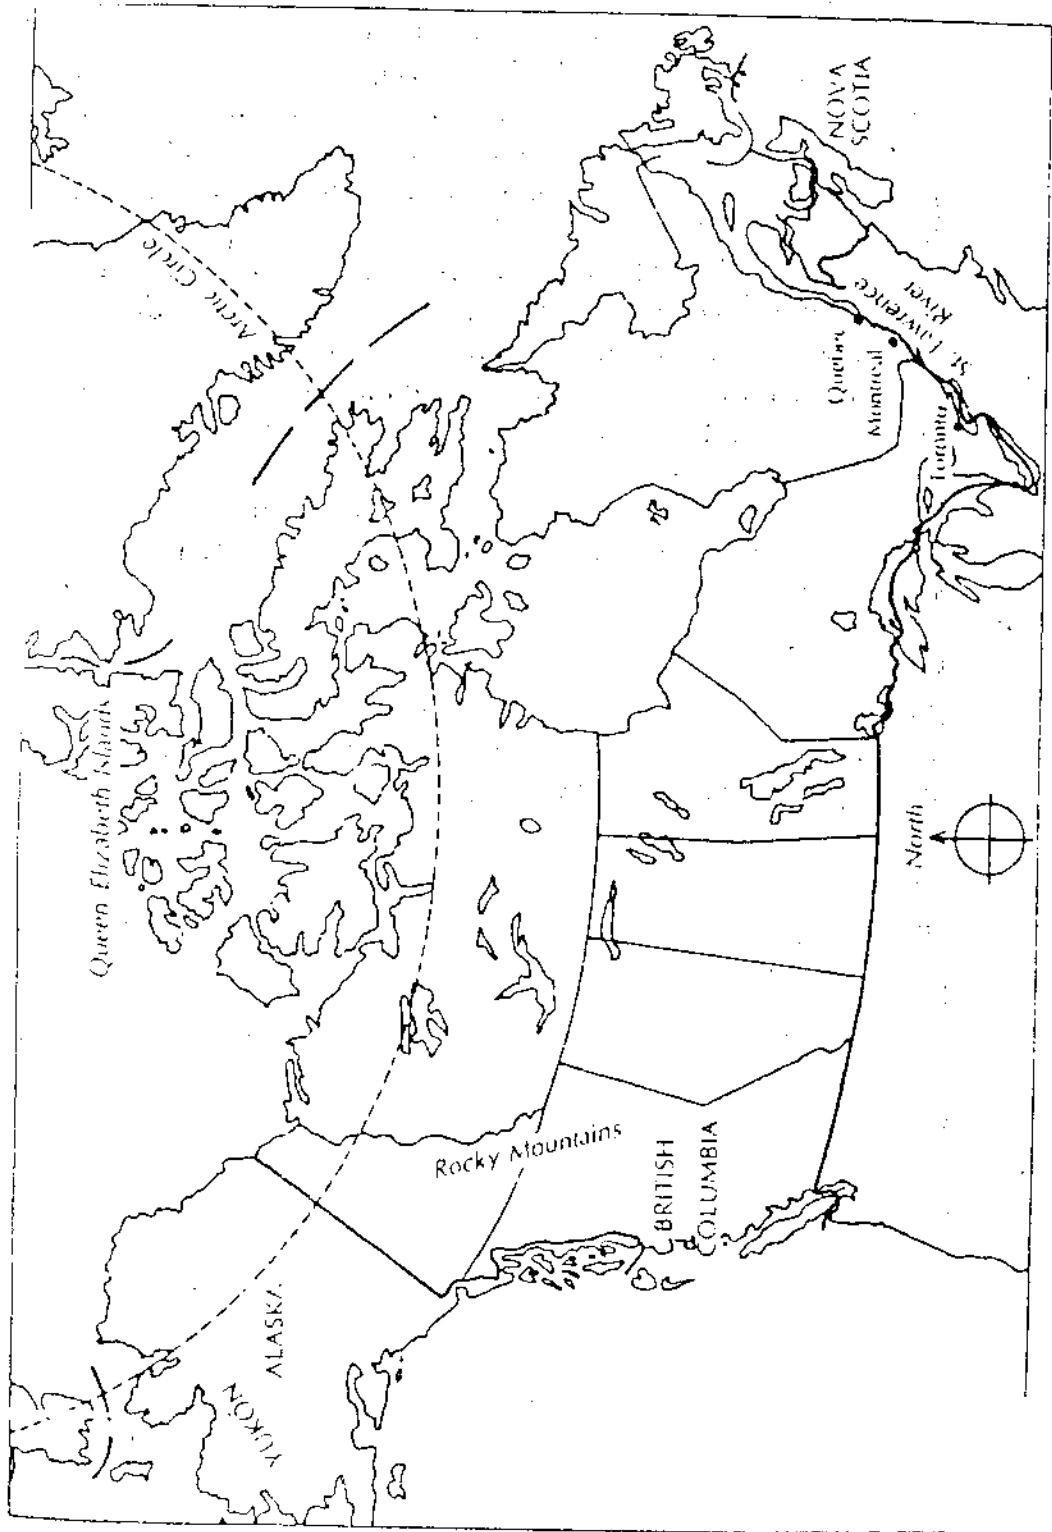 Queen Elizabeth Islands
Arctic Circle
NOVA
SCOTIA
St. Lawrence
River
Quebec
Montreal
Toronto
North
Rocky Mountains
BRITISH
COLUMBIA
ALASKA
YUKON